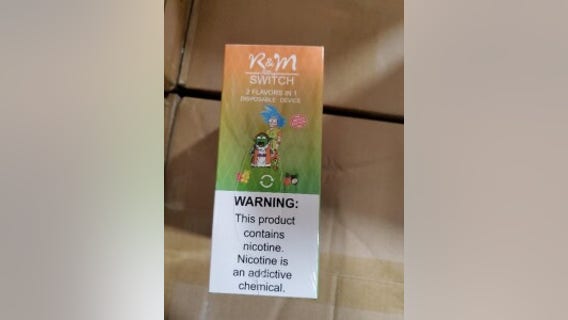 R&M
SWITCH
2 FLAVORS IN 1
DISPOSABLE DEVICE
WARNING:
This product
contains
nicotine.
Nicotine is
an addictive
chemical.